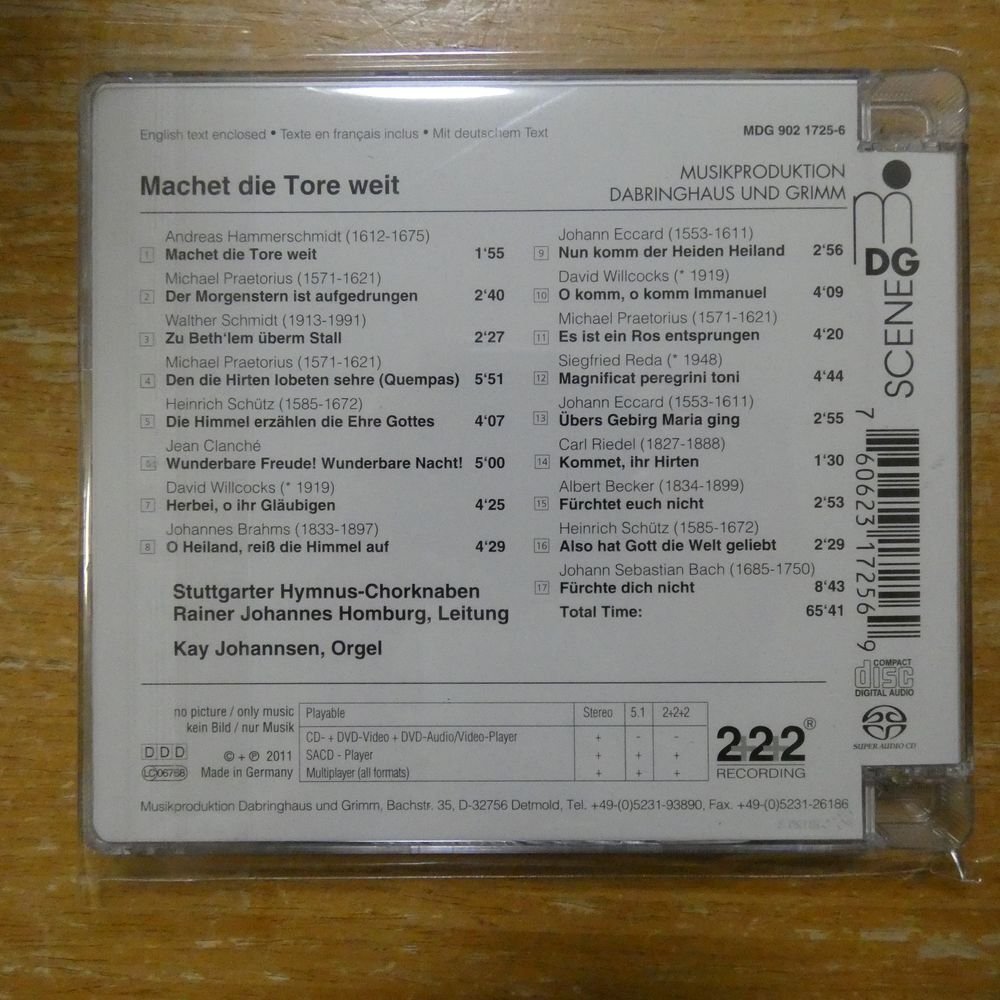 English text enclosed • Texte en français inclus • Mit deutschem Text
MDG 902 1725-6
Machet die Tore weit
MUSIKPRODUKTION
DABRINGHAUS UND GRIMM
Andreas Hammerschmidt (1612-1675)
1 Machet die Tore weit 1‘55
Michael Praetorius (1571-1621)
2 Der Morgenstern ist aufgedrungen 2‘40
Walther Schmidt (1913-1991)
3 Zu Beth‘lem überm Stall 2‘27
Michael Praetorius (1571-1621)
4 Den die Hirten lobeten sehre (Quempas) 5‘51
Heinrich Schütz (1585-1672)
5 Die Himmel erzählen die Ehre Gottes 4‘07
Jean Clanché
6 Wunderbare Freude! Wunderbare Nacht! 5‘00
David Willcocks (* 1919)
7 Herbei, o ihr Gläubigen 4‘25
Johannes Brahms (1833-1897)
8 O Heiland, reiß die Himmel auf 4‘29
Johann Eccard (1553-1611)
9 Nun komm der Heiden Heiland 2‘56
David Willcocks (* 1919)
10 O komm, o komm Immanuel 4‘09
Michael Praetorius (1571-1621)
11 Es ist ein Ros entsprungen 4‘20
Siegfried Reda (* 1948)
12 Magnificat peregrini toni 4‘44
Johann Eccard (1553-1611)
13 Übers Gebirg Maria ging 2‘55
Carl Riedel (1827-1888)
14 Kommet, ihr Hirten 1‘30
Albert Becker (1834-1899)
15 Fürchtet euch nicht 2‘53
Heinrich Schütz (1585-1672)
16 Also hat Gott die Welt geliebt 2‘29
Johann Sebastian Bach (1685-1750)
17 Fürchte dich nicht 8‘43
Total Time: 65‘41
Stuttgarter Hymnus-Chorknaben
Rainer Johannes Homburg, Leitung
Kay Johannsen, Orgel
DG
SCENE
7 60623 17256 9
COMPACT
disc
DIGITAL AUDIO
SUPER AUDIO CD
no picture / only music
kein Bild / nur Musik
DDD
© + ℗ 2011
LC 06768
Made in Germany
Playable Stereo 5.1 2+2+2
CD- + DVD-Video + DVD-Audio/Video-Player + - -
SACD - Player + + +
Multiplayer (all formats) + + +
2+2+2®
RECORDING
Musikproduktion Dabringhaus und Grimm, Bachstr. 35, D-32756 Detmold, Tel. +49-(0)5231-93890, Fax. +49-(0)5231-26186